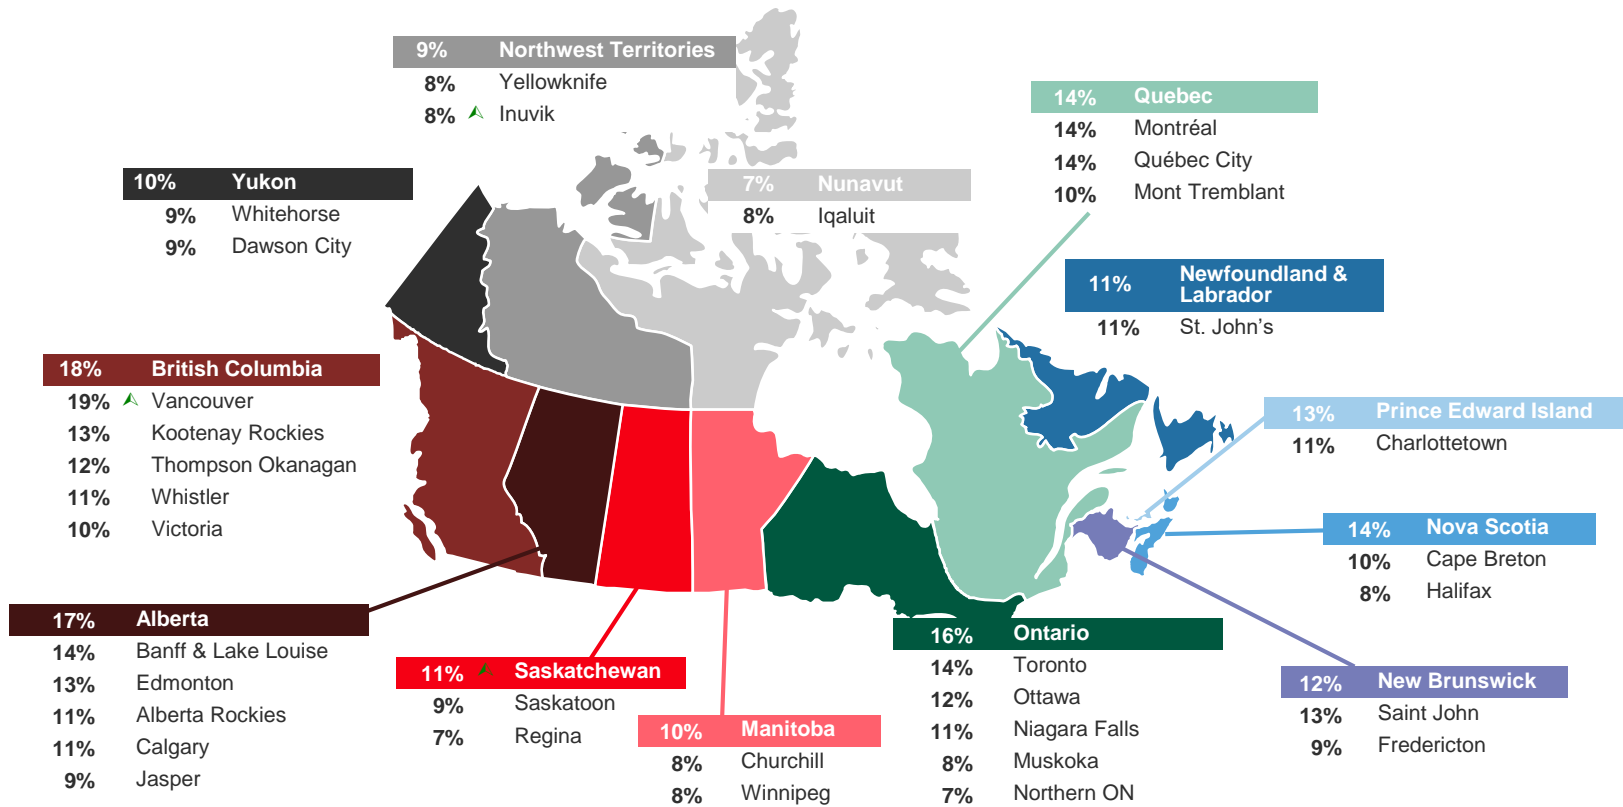 9% Northwest Territories
8% Yellowknife
8% Inuvik
14% Quebec
14% Montréal
14% Québec City
10% Mont Tremblant
10% Yukon
9% Whitehorse
9% Dawson City
7% Nunavut
8% Iqaluit
11% Newfoundland &
Labrador
11% St. John’s
18% British Columbia
19% Vancouver
13% Kootenay Rockies
12% Thompson Okanagan
11% Whistler
10% Victoria
13% Prince Edward Island
11% Charlottetown
14% Nova Scotia
10% Cape Breton
8% Halifax
17% Alberta
14% Banff & Lake Louise
13% Edmonton
11% Alberta Rockies
11% Calgary
9% Jasper
11% Saskatchewan
9% Saskatoon
7% Regina
10% Manitoba
8% Churchill
8% Winnipeg
16% Ontario
14% Toronto
12% Ottawa
11% Niagara Falls
8% Muskoka
7% Northern ON
12% New Brunswick
13% Saint John
9% Fredericton